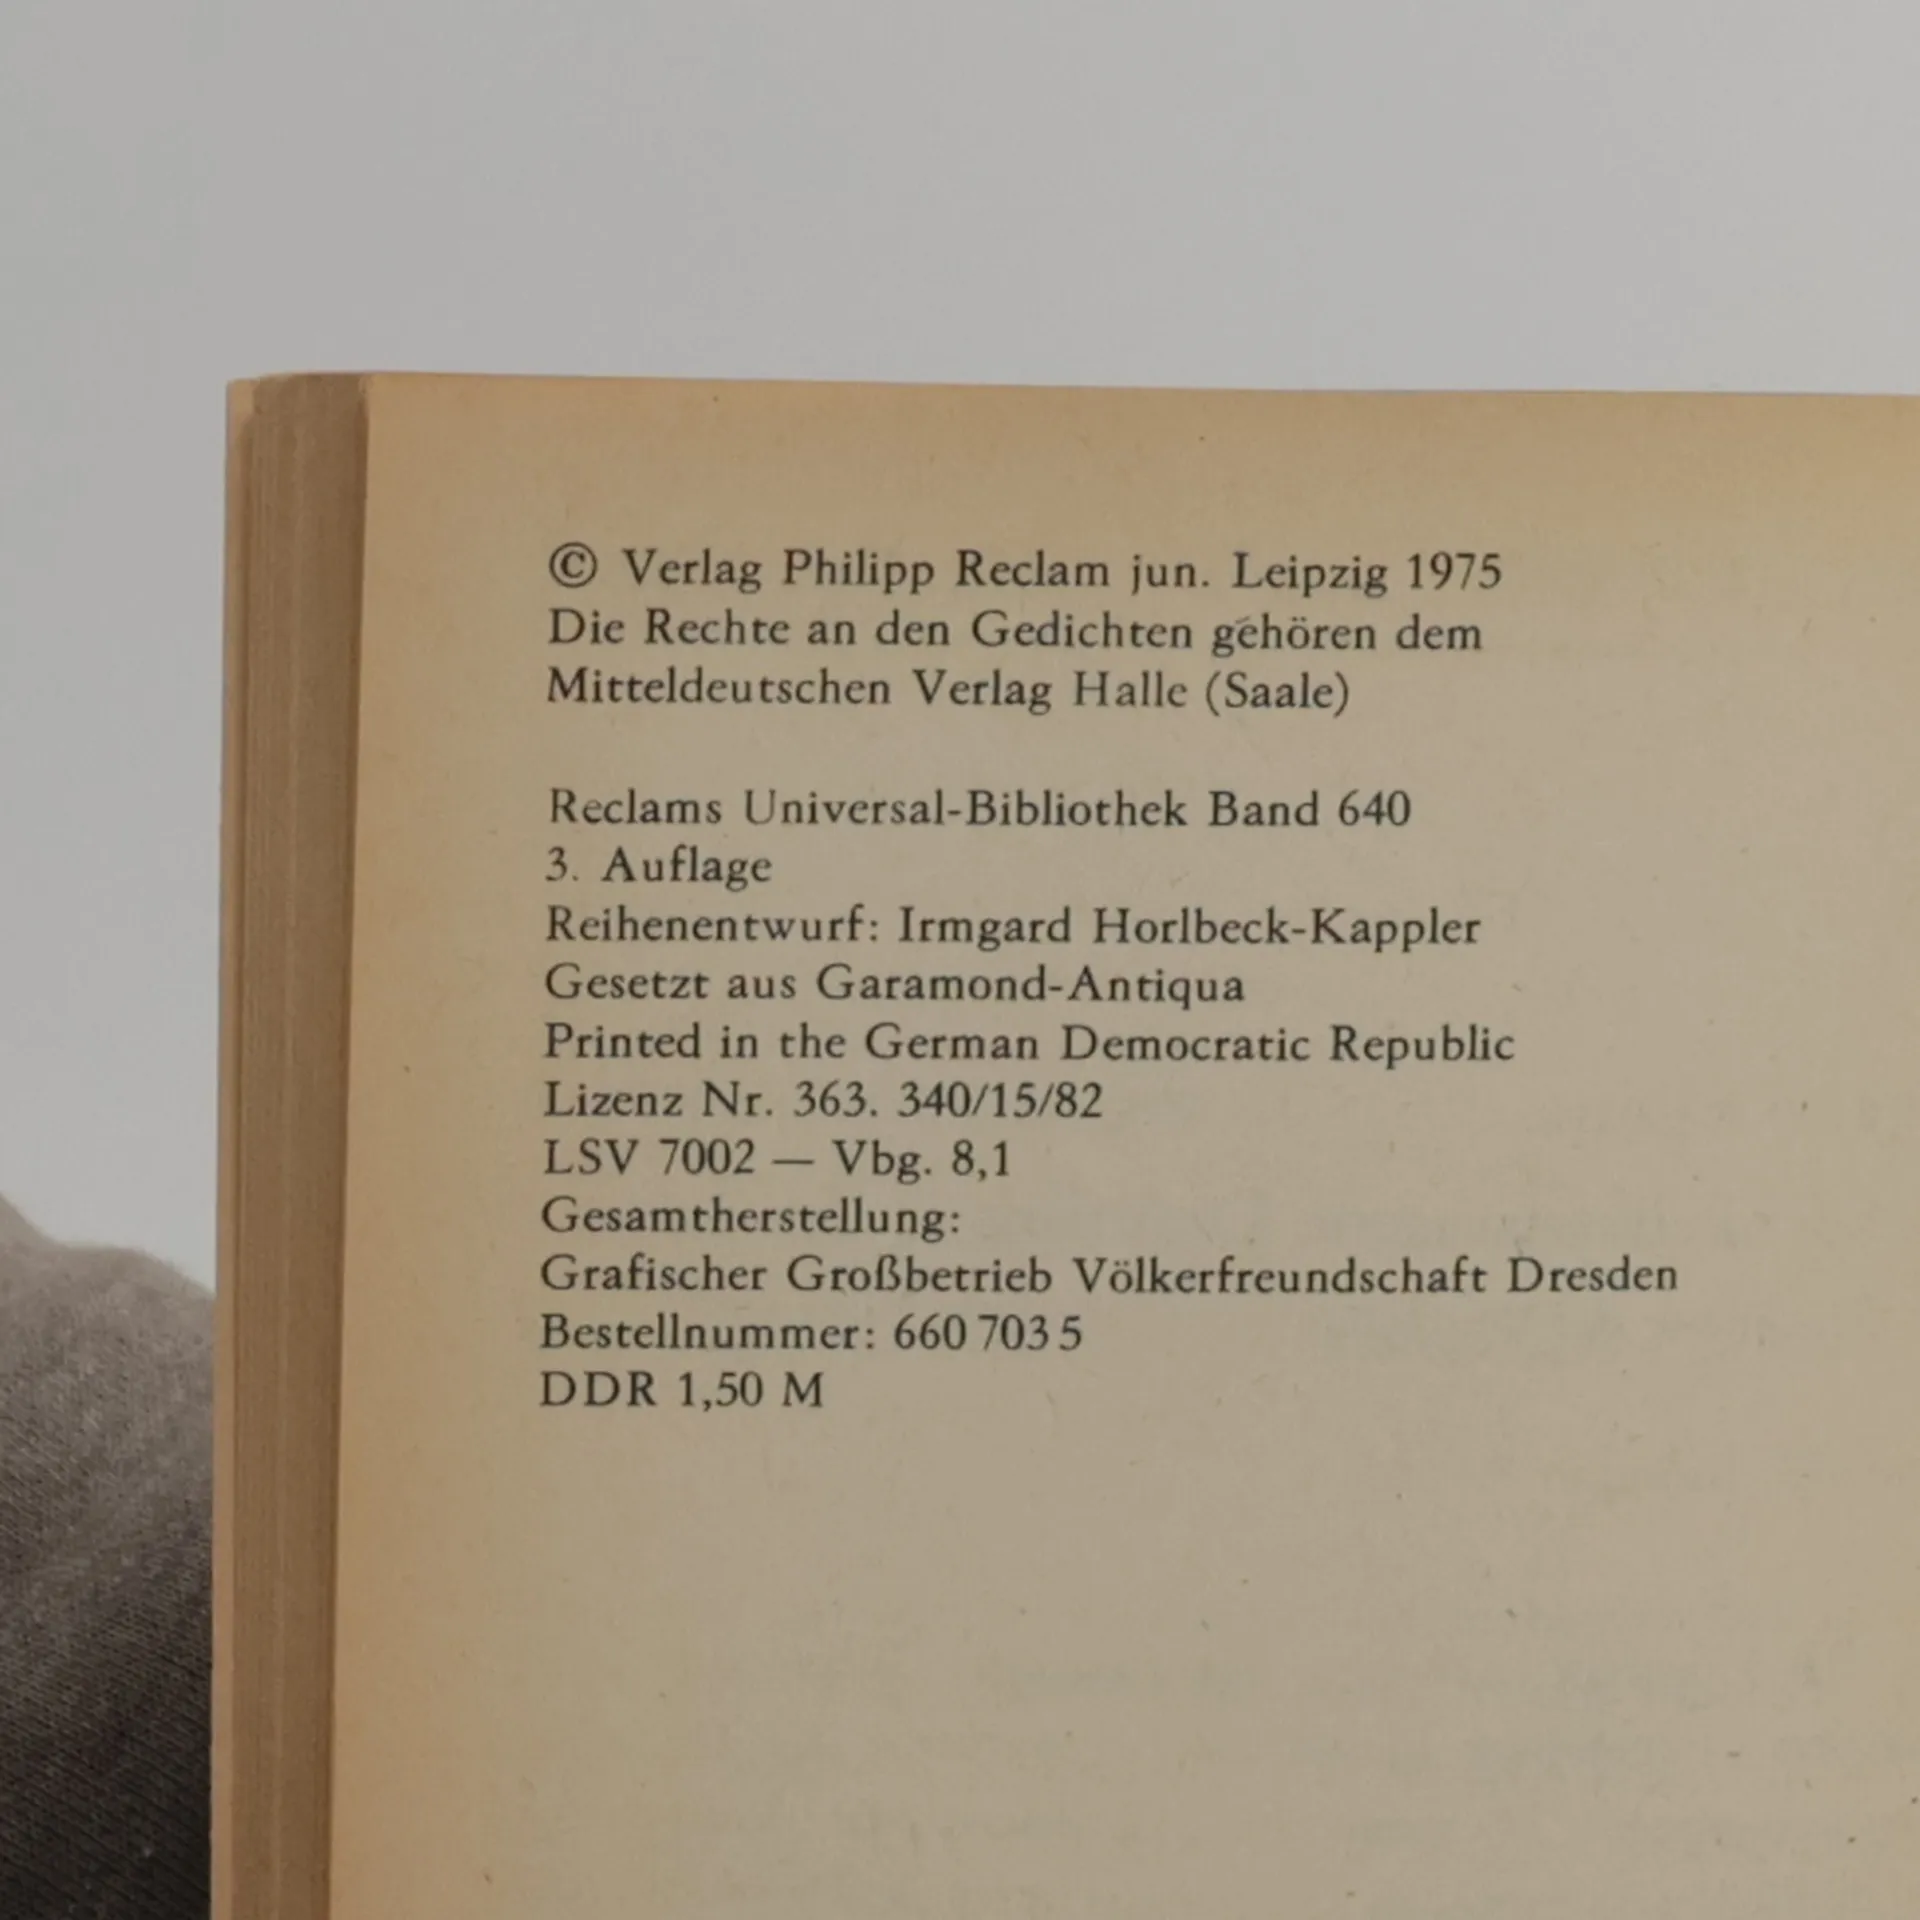 © Verlag Philipp Reclam jun. Leipzig 1975
Die Rechte an den Gedichten gehören dem
Mitteldeutschen Verlag Halle (Saale)
Reclams Universal-Bibliothek Band 640
3. Auflage
Reihenentwurf: Irmgard Horlbeck-Kappler
Gesetzt aus Garamond-Antiqua
Printed in the German Democratic Republic
Lizenz Nr. 363. 340/15/82
LSV 7002 — Vbg. 8,1
Gesamtherstellung:
Grafischer Großbetrieb Völkerfreundschaft Dresden
Bestellnummer: 660 703 5
DDR 1,50 M